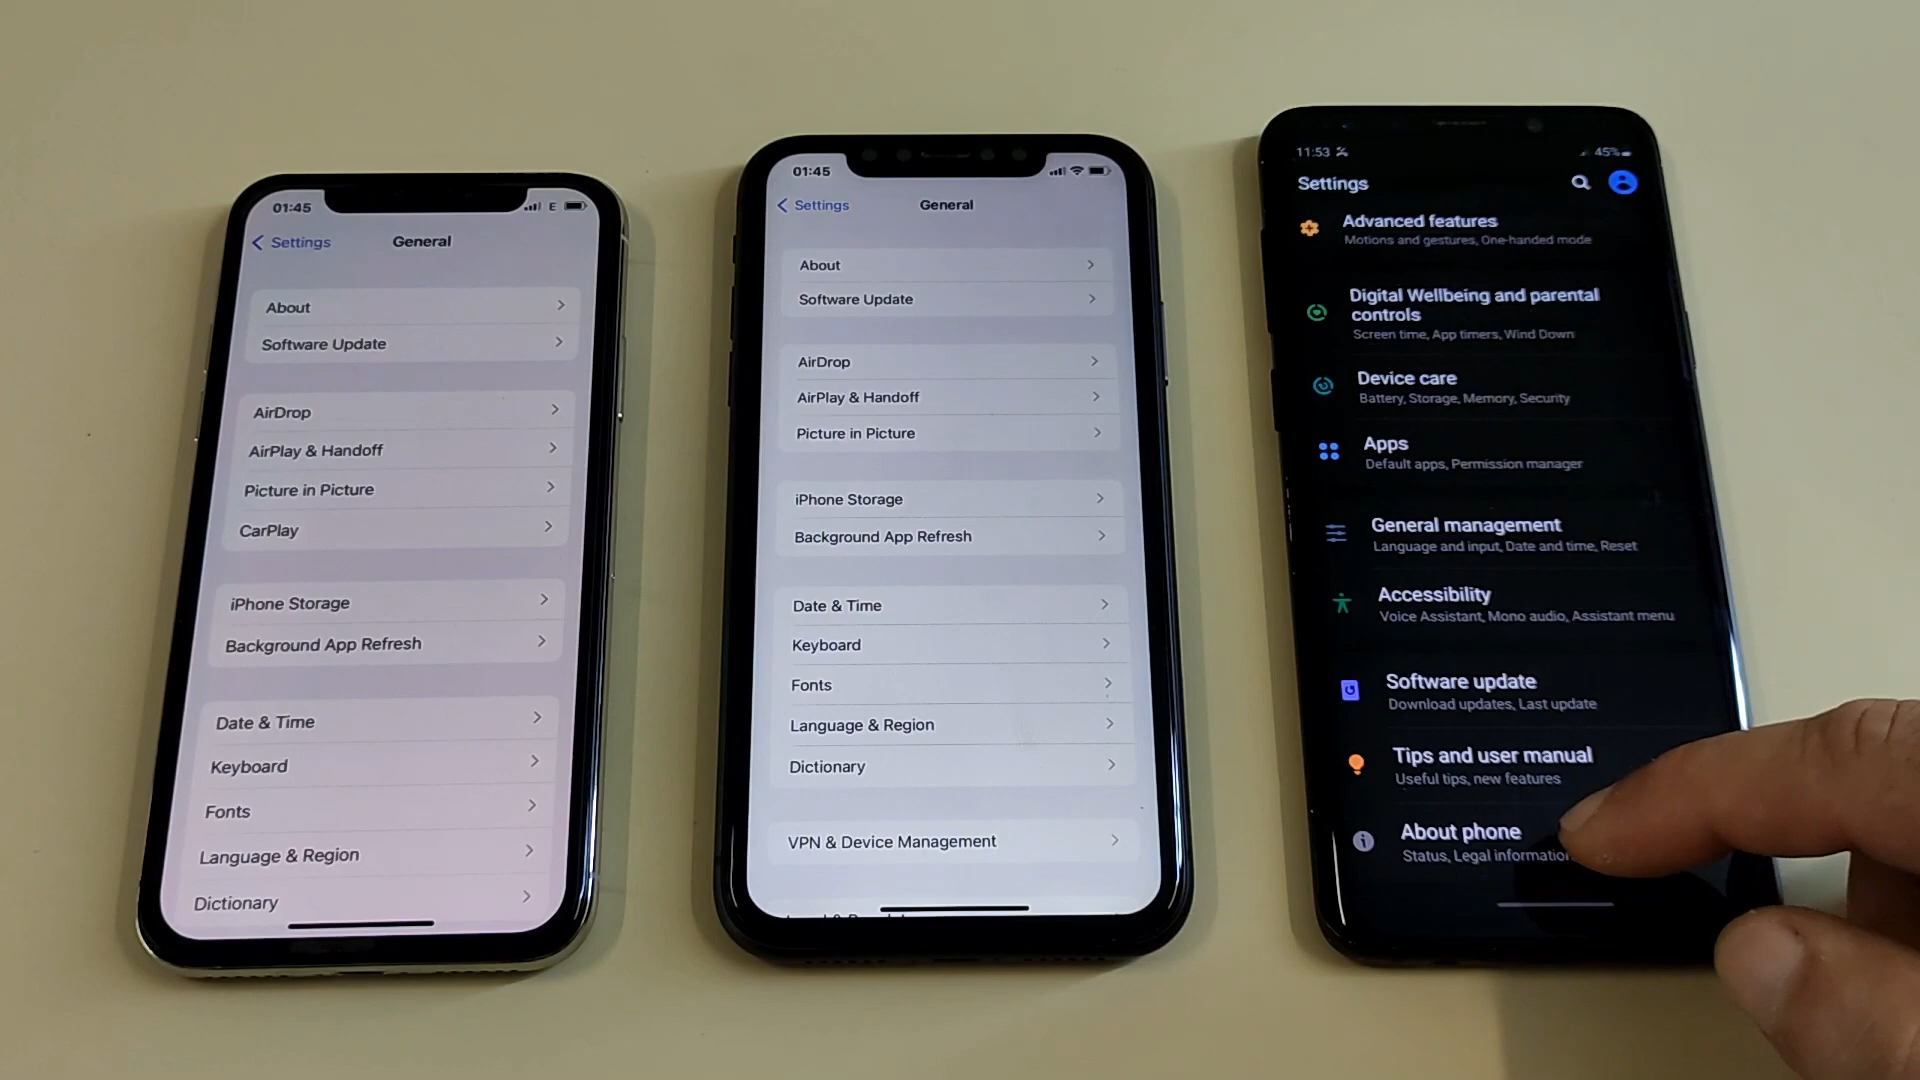 01:45
E
Settings
General
About
Software Update
AirDrop
AirPlay & Handoff
Picture in Picture
CarPlay
iPhone Storage
Background App Refresh
Date & Time
Keyboard
Fonts
Language & Region
Dictionary
01:45
Settings
General
About
Software Update
AirDrop
AirPlay & Handoff
Picture in Picture
iPhone Storage
Background App Refresh
Date & Time
Keyboard
Fonts
Language & Region
Dictionary
VPN & Device Management
11:53
45%
Settings
Advanced features
Motions and gestures, One-handed mode
Digital Wellbeing and parental
controls
Screen time, App timers, Wind Down
Device care
Battery, Storage, Memory, Security
Apps
Default apps, Permission manager
General management
Language and input, Date and time, Reset
Accessibility
Voice Assistant, Mono audio, Assistant menu
Software update
Download updates, Last update
Tips and user manual
Useful tips, new features
About phone
Status, Legal information